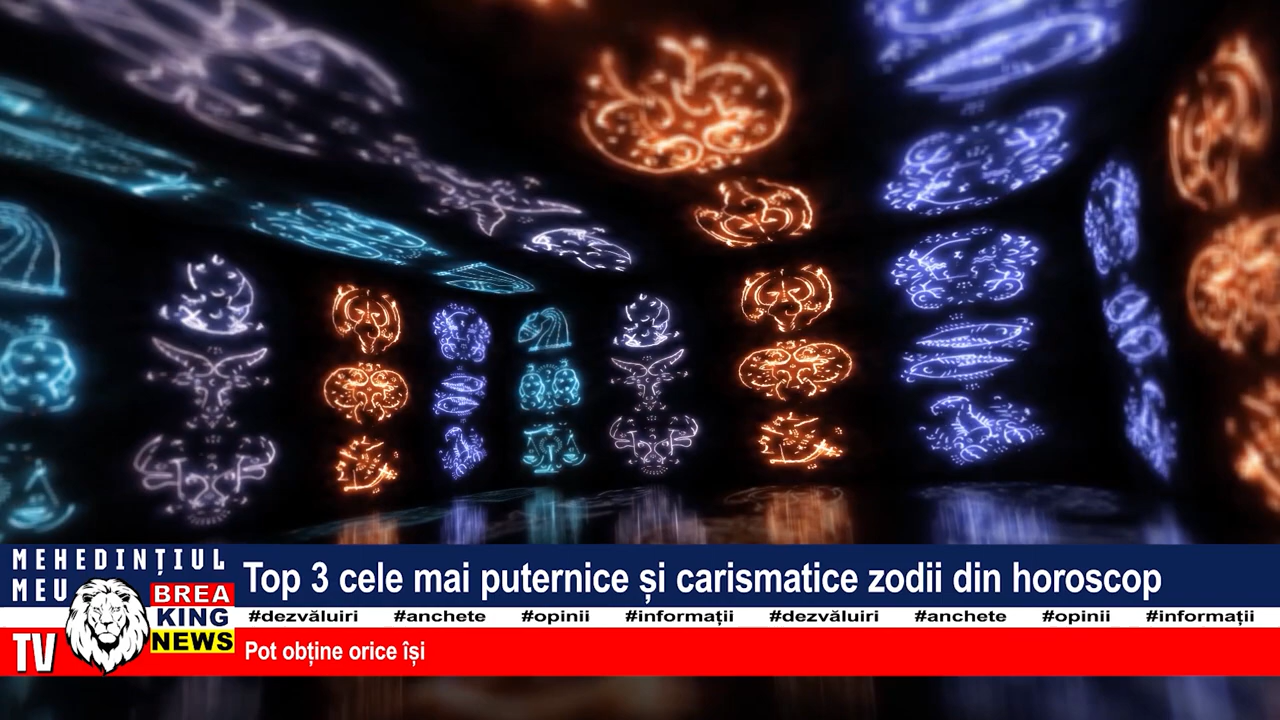 MEHEDINȚIUL
MEU
TV
BREA
KING
NEWS
Top 3 cele mai puternice și carismatice zodii din horoscop
#dezvăluiri #anchete #opinii #informații #dezvăluiri #anchete #opinii #informații
Pot obține orice își